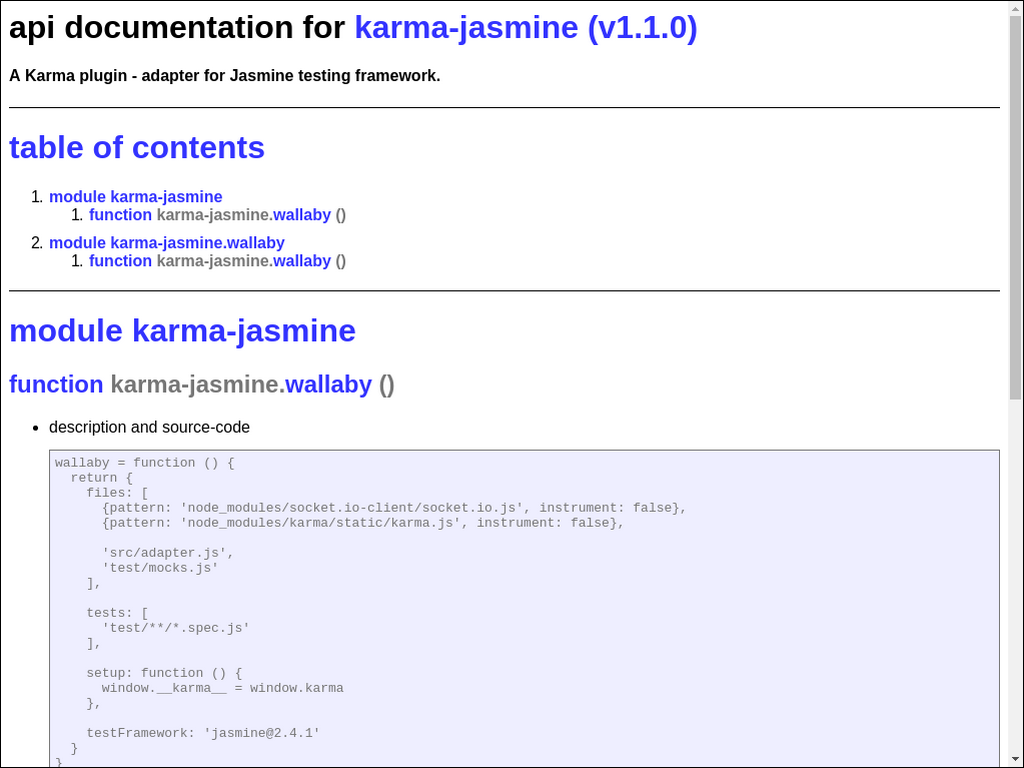 api documentation for karma-jasmine (v1.1.0)
A Karma plugin - adapter for Jasmine testing framework.
table of contents
1. module karma-jasmine
1. function karma-jasmine.wallaby ()
2. module karma-jasmine.wallaby
1. function karma-jasmine.wallaby ()
module karma-jasmine
function karma-jasmine.wallaby ()
• description and source-code
wallaby = function () {
  return {
    files: [
      {pattern: 'node_modules/socket.io-client/socket.io.js', instrument: false},
      {pattern: 'node_modules/karma/static/karma.js', instrument: false},

      'src/adapter.js',
      'test/mocks.js'
    ],

    tests: [
      'test/**/*.spec.js'
    ],

    setup: function () {
      window.__karma__ = window.karma
    },

    testFramework: 'jasmine@2.4.1'
  }
}